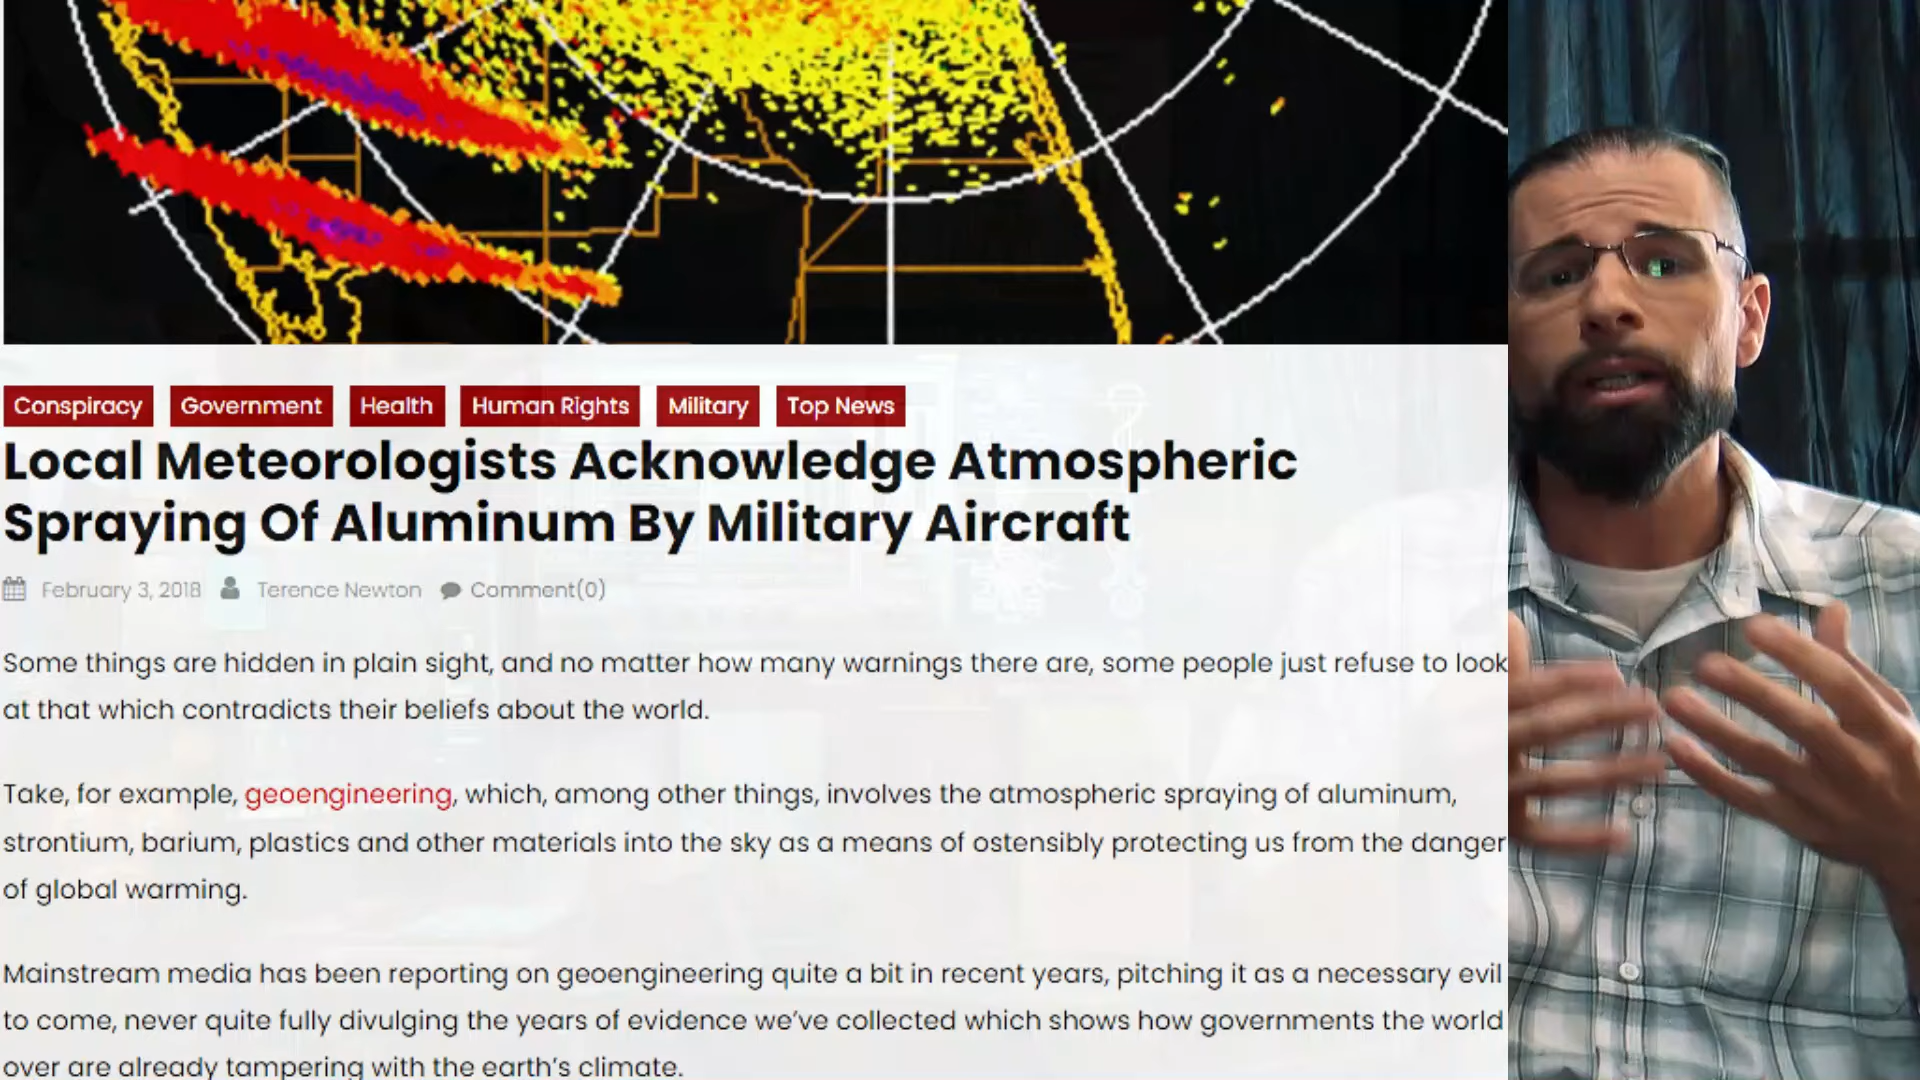 Conspiracy Government Health Human Rights Military Top News
Local Meteorologists Acknowledge Atmospheric
Spraying Of Aluminum By Military Aircraft
February 3, 2018 Terence Newton Comment(0)
Some things are hidden in plain sight, and no matter how many warnings there are, some people just refuse to look
at that which contradicts their beliefs about the world.
Take, for example, geoengineering, which, among other things, involves the atmospheric spraying of aluminum,
strontium, barium, plastics and other materials into the sky as a means of ostensibly protecting us from the danger
of global warming.
Mainstream media has been reporting on geoengineering quite a bit in recent years, pitching it as a necessary evil
to come, never quite fully divulging the years of evidence we've collected which shows how governments the world
over are already tampering with the earth's climate.